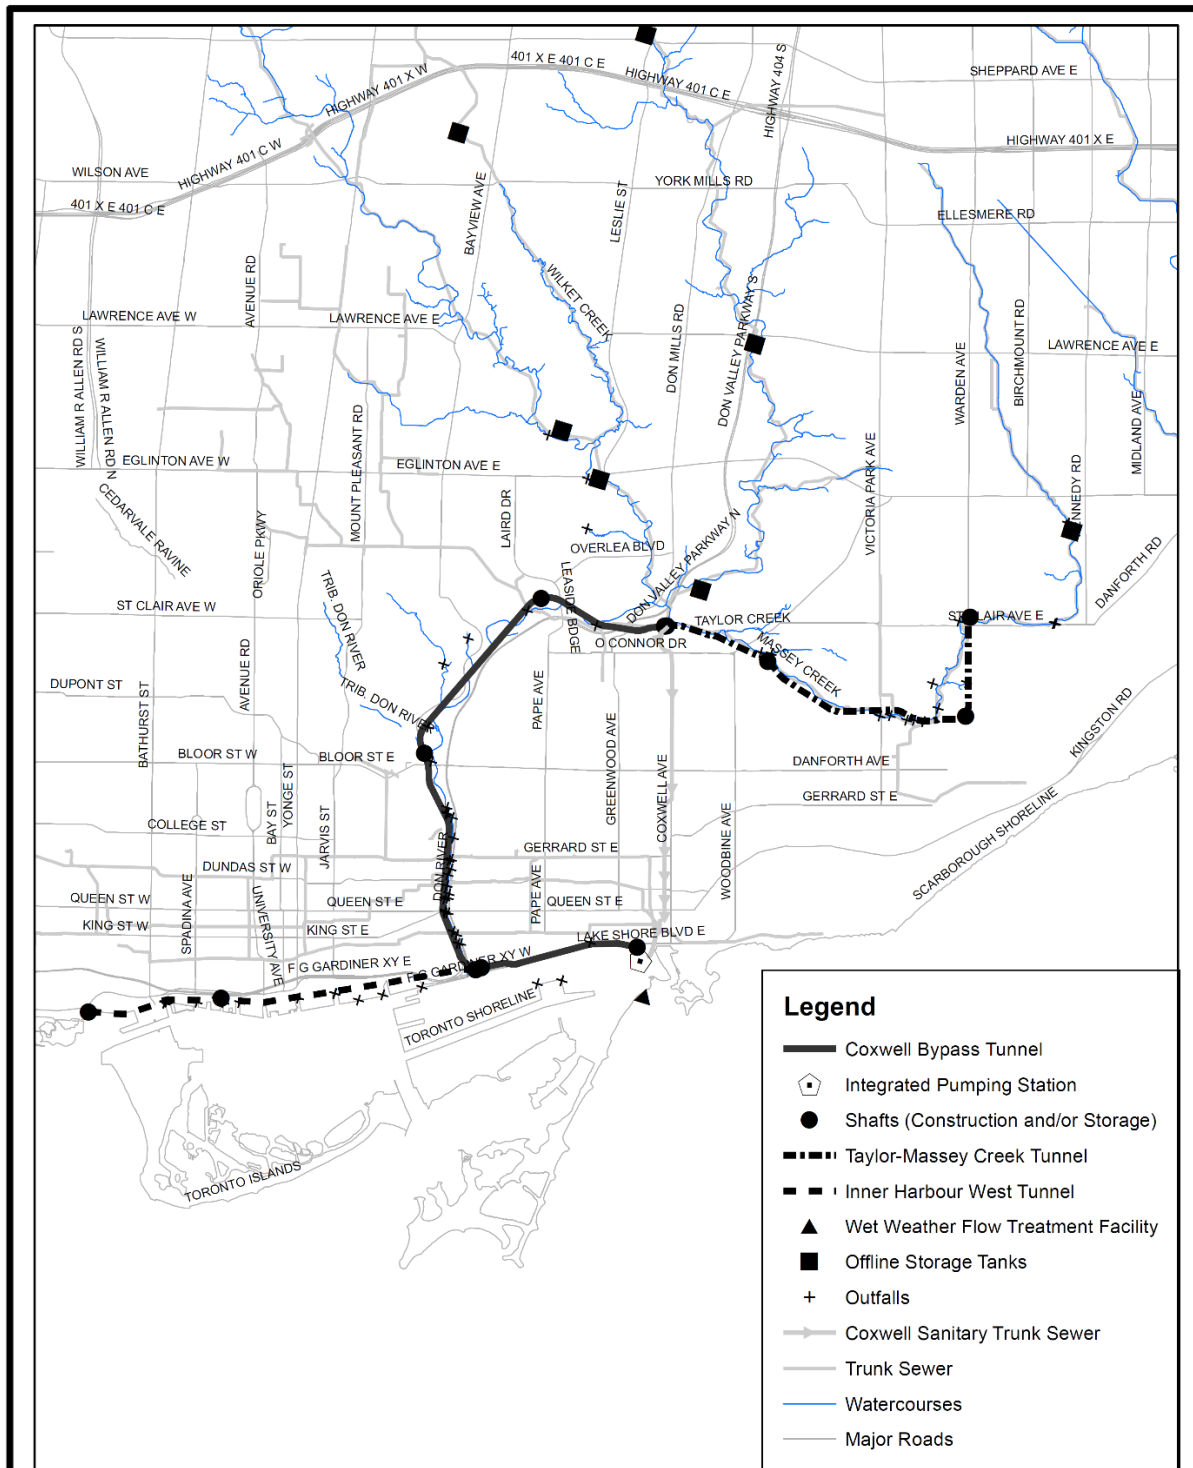 401 X E 401 C E
HIGHWAY 401 C E
HIGHWAY 404 S
SHEPPARD AVE E
HIGHWAY 401 X W
HIGHWAY 401 X E
HIGHWAY 401 C W
WILSON AVE
YORK MILLS RD
401 X E 401 C E
BAYVIEW AVE
LESLIE ST
ELLESMERE RD
AVENUE RD
WILKET CREEK
DON VALLEY PARKWAY S
LAWRENCE AVE W
LAWRENCE AVE E
DON MILLS RD
LAWRENCE AVE E
WILLIAM R ALLEN RD S
WILLIAM R ALLEN RD N
WARDEN AVE
BIRCHMOUNT RD
MIDLAND AVE
MOUNT PLEASANT RD
VICTORIA PARK AVE
EGLINTON AVE W
EGLINTON AVE E
NNEDY RD
CEDARVALE RAVINE
ORIOLE PKWY
LAIRD DR
OVERLEA BLVD
DON VALLEY PARKWAY N
DANFORTH RD
TRIB. DON RIVER
LEASIDE BDGE
ST CLAIR AVE W
TAYLOR CREEK
ST CLAIR AVE E
O CONNOR DR
MASSEY CREEK
DUPONT ST
AVENUE RD
TRIB. DON RIVER
PAPE AVE
BATHURST ST
GREENWOOD AVE
KINGSTON RD
BLOOR ST W
BLOOR ST E
DANFORTH AVE
YONGE ST
BAY ST
COXWELL AVE
WOODBINE AVE
GERRARD ST E
COLLEGE ST
JARVIS ST
SCARBOROUGH SHORELINE
DUNDAS ST W
DON RIVER
GERRARD ST E
QUEEN ST W
SPADINA AVE
UNIVERSITY AVE
QUEEN ST E
PAPE AVE
QUEEN ST E
KING ST W
KING ST E
LAKE SHORE BLVD E
F G GARDINER XY E
F G GARDINER XY W
TORONTO SHORELINE
TORONTO ISLANDS
Legend
Coxwell Bypass Tunnel
Integrated Pumping Station
Shafts (Construction and/or Storage)
Taylor-Massey Creek Tunnel
Inner Harbour West Tunnel
Wet Weather Flow Treatment Facility
Offline Storage Tanks
Outfalls
Coxwell Sanitary Trunk Sewer
Trunk Sewer
Watercourses
Major Roads